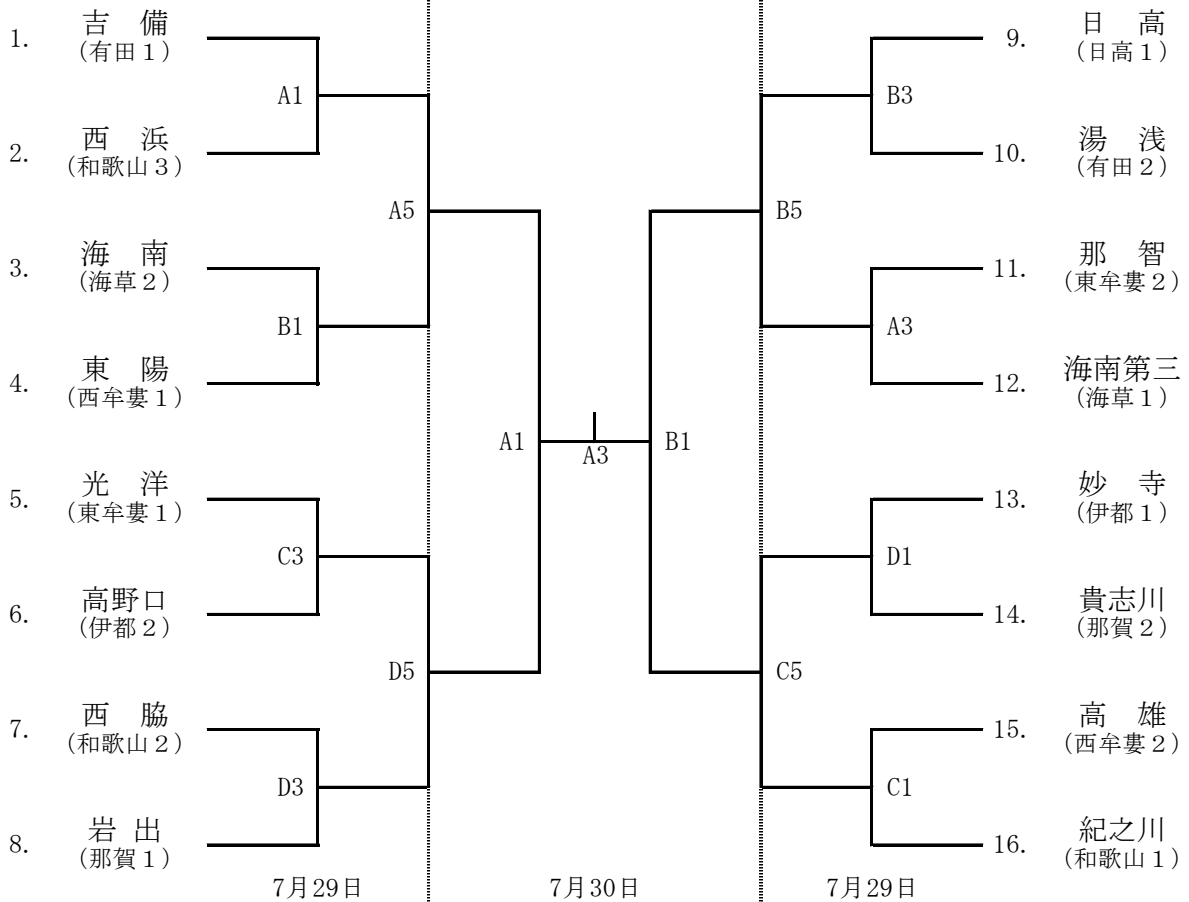 1. 吉 備
(有田1)
A1
2. 西 浜
(和歌山3)
A5
3. 海 南
(海草2)
B1
4. 東 陽
(西牟婁1)
A1
5. 光 洋
(東牟婁1)
C3
6. 高野口
(伊都2)
D5
7. 西 脇
(和歌山2)
D3
8. 岩 出
(那賀1)
A3
9. 日 高
(日高1)
B3
10. 湯 浅
(有田2)
B5
11. 那 智
(東牟婁2)
A3
12. 海南第三
(海草1)
B1
13. 妙 寺
(伊都1)
D1
14. 貴志川
(那賀2)
C5
15. 高 雄
(西牟婁2)
C1
16. 紀之川
(和歌山1)
7月29日 7月30日 7月29日